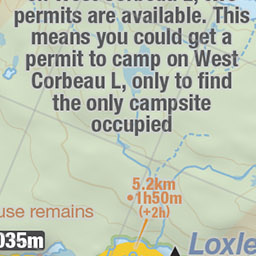 permits are available. This
means you could get a
permit to camp on West
Corbeau L, only to find
the only campsite
occupied
5.2km
•1h50m
(+2h)
use remains
035m
Loxle